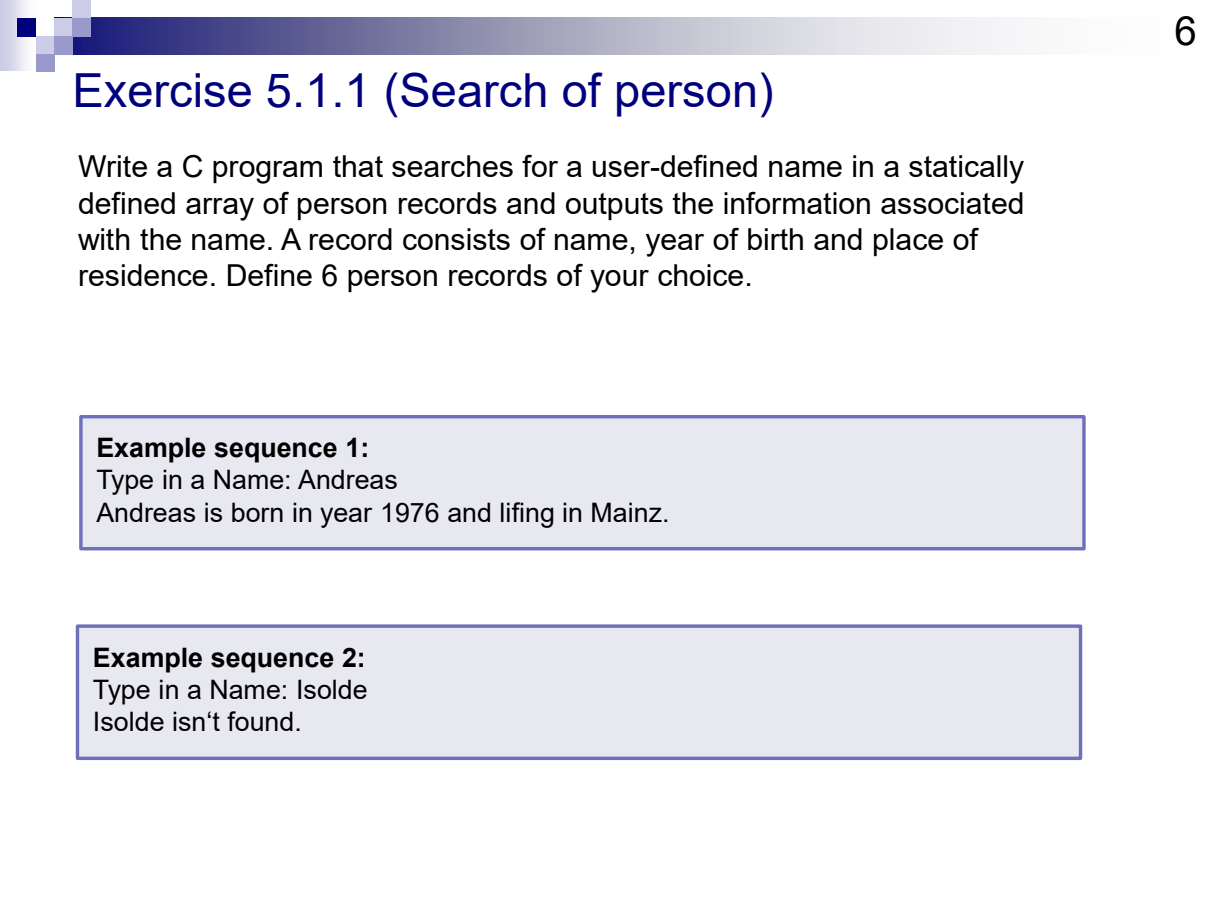 6
Exercise 5.1.1 (Search of person)
Write a C program that searches for a user-defined name in a statically
defined array of person records and outputs the information associated
with the name. A record consists of name, year of birth and place of
residence. Define 6 person records of your choice.
Example sequence 1:
Type in a Name: Andreas
Andreas is born in year 1976 and lifing in Mainz.
Example sequence 2:
Type in a Name: Isolde
Isolde isn‘t found.